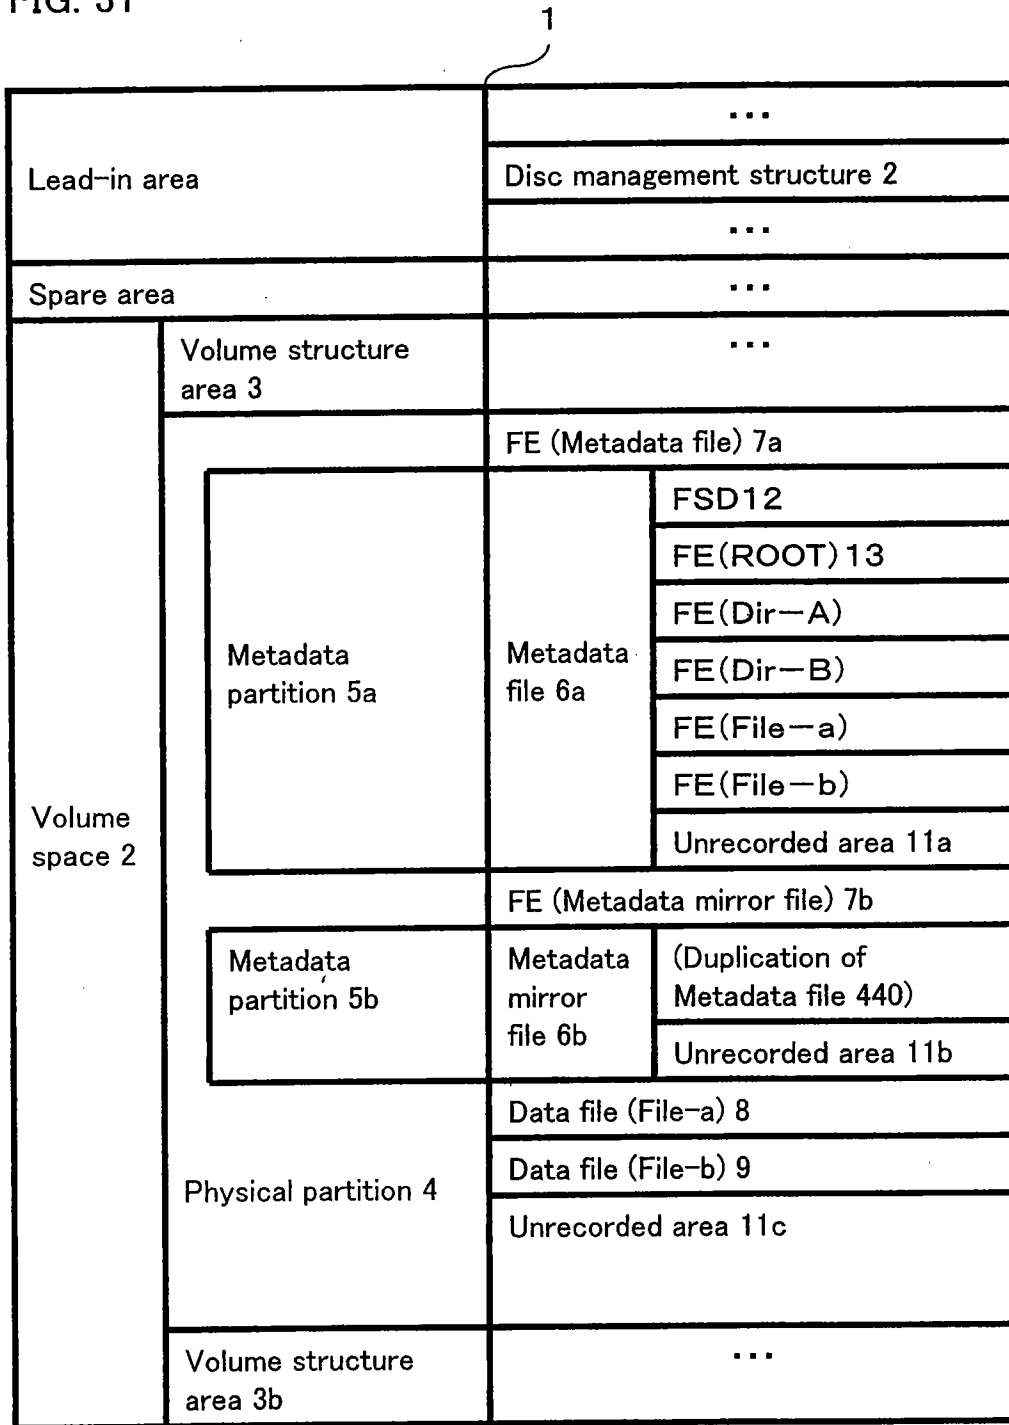 FIG. 31
1
...
Lead-in area
Disc management structure 2
...
Spare area
...
Volume structure
area 3
...
FE (Metadata file) 7a
FSD12
FE(ROOT)13
FE(Dir—A)
Metadata
partition 5a
Metadata
file 6a
FE(Dir—B)
FE(File—a)
FE(File—b)
Volume
space 2
Unrecorded area 11a
FE (Metadata mirror file) 7b
Metadata
partition 5b
Metadata
mirror
file 6b
(Duplication of
Metadata file 440)
Unrecorded area 11b
Data file (File-a) 8
Data file (File-b) 9
Physical partition 4
Unrecorded area 11c
Volume structure
area 3b
...